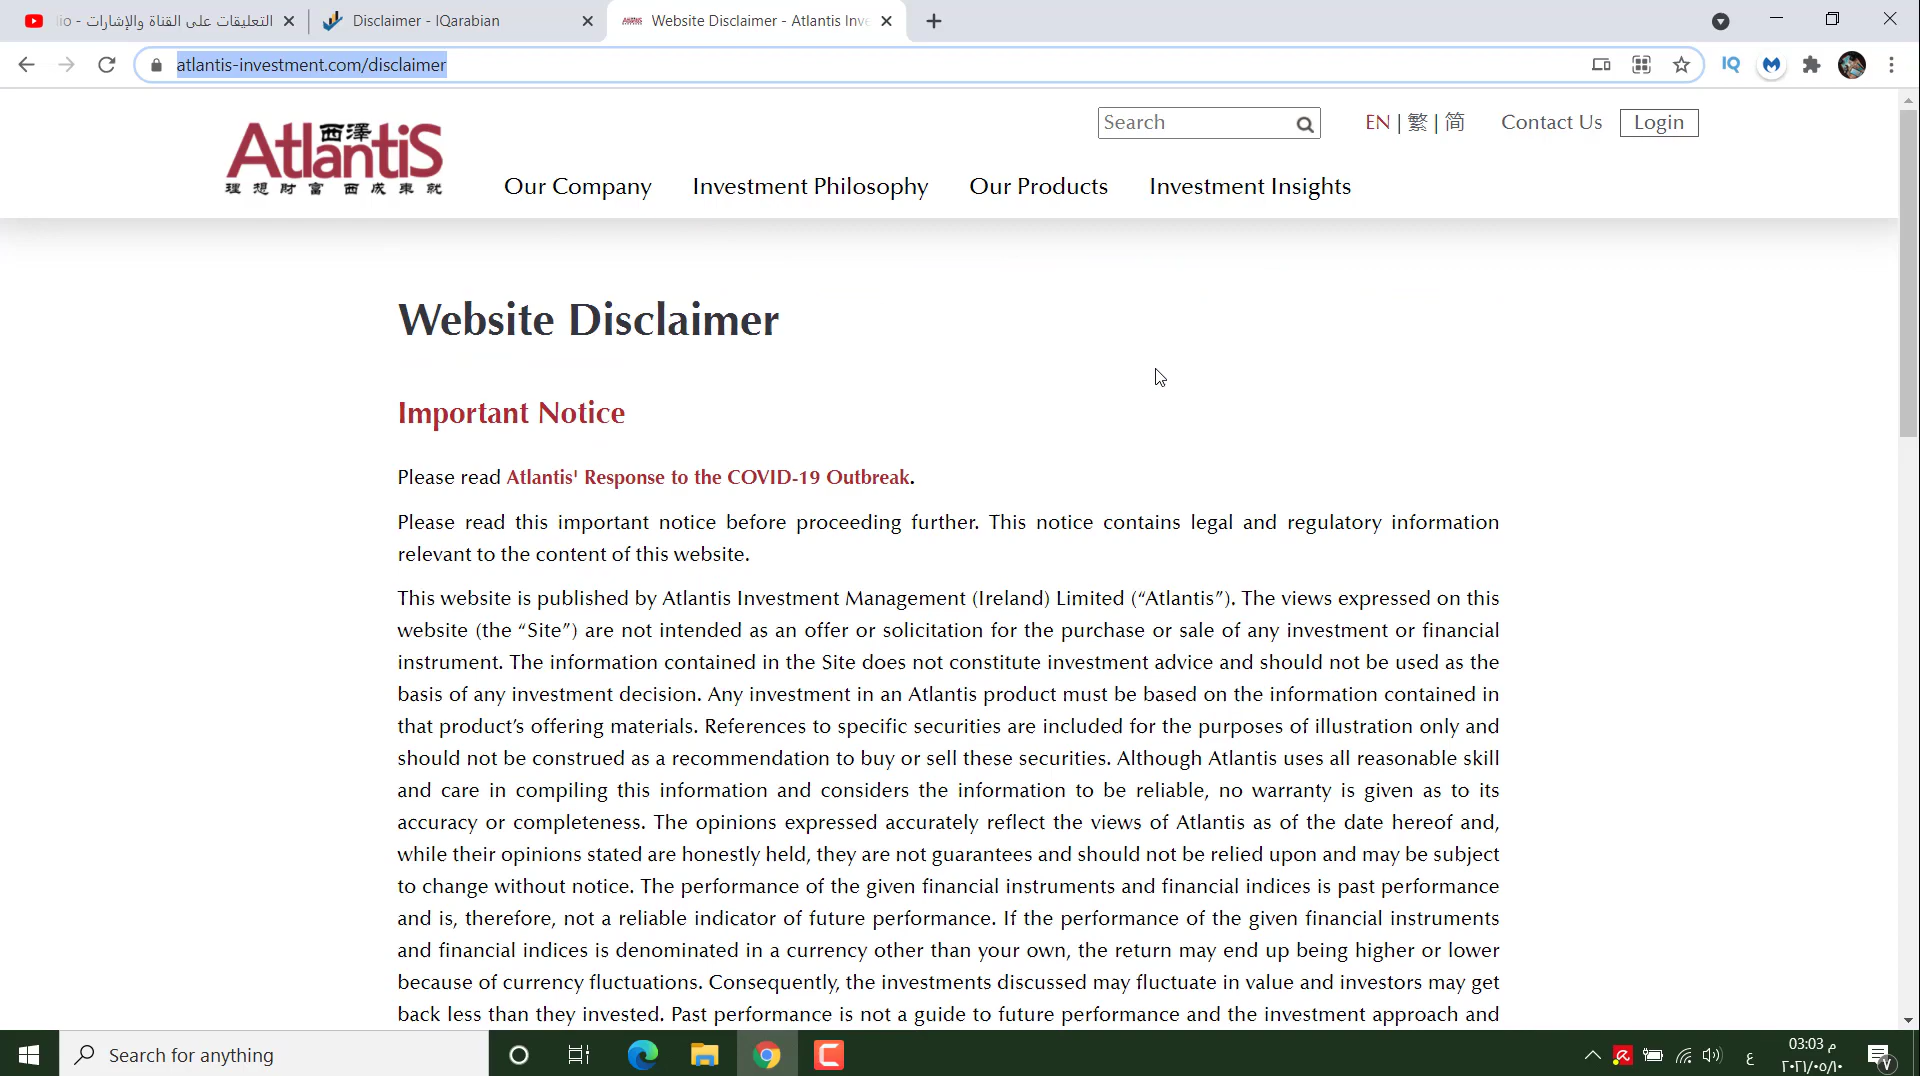 lio - التعليقات على القناة والإشارات
Disclaimer - IQarabian
Website Disclaimer - Atlantis Inve
atlantis-investment.com/disclaimer
IQ
AtlantiS
西澤
理想財富 西成東就
Search
EN | 繁 | 简
Contact Us
Login
Our Company
Investment Philosophy
Our Products
Investment Insights
Website Disclaimer
Important Notice
Please read Atlantis' Response to the COVID-19 Outbreak.
Please read this important notice before proceeding further. This notice contains legal and regulatory information
relevant to the content of this website.
This website is published by Atlantis Investment Management (Ireland) Limited (“Atlantis”). The views expressed on this
website (the “Site”) are not intended as an offer or solicitation for the purchase or sale of any investment or financial
instrument. The information contained in the Site does not constitute investment advice and should not be used as the
basis of any investment decision. Any investment in an Atlantis product must be based on the information contained in
that product’s offering materials. References to specific securities are included for the purposes of illustration only and
should not be construed as a recommendation to buy or sell these securities. Although Atlantis uses all reasonable skill
and care in compiling this information and considers the information to be reliable, no warranty is given as to its
accuracy or completeness. The opinions expressed accurately reflect the views of Atlantis as of the date hereof and,
while their opinions stated are honestly held, they are not guarantees and should not be relied upon and may be subject
to change without notice. The performance of the given financial instruments and financial indices is past performance
and is, therefore, not a reliable indicator of future performance. If the performance of the given financial instruments
and financial indices is denominated in a currency other than your own, the return may end up being higher or lower
because of currency fluctuations. Consequently, the investments discussed may fluctuate in value and investors may get
back less than they invested. Past performance is not a guide to future performance and the investment approach and
Search for anything
ع
03:03 م
٢٠٢١/٠٥/١٠
٧